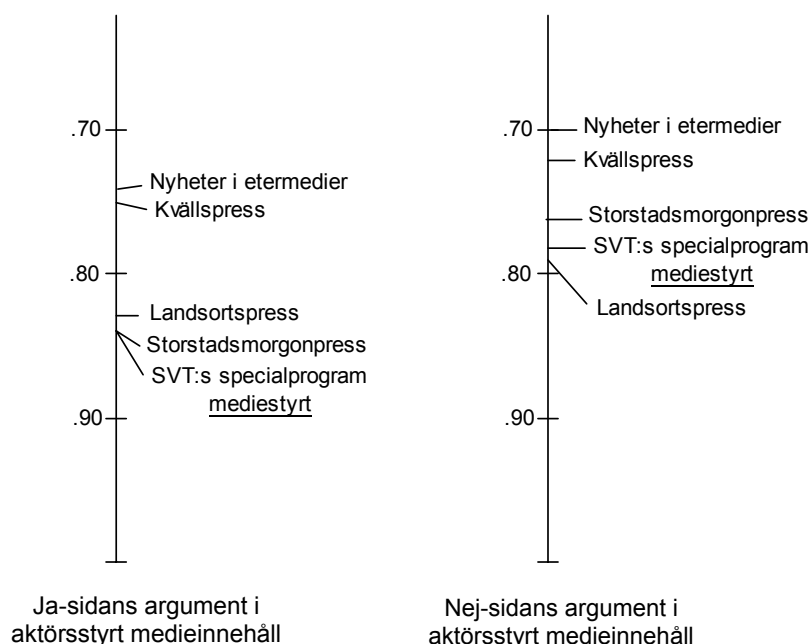 .70
Nyheter i etermedier
Kvällspress
.80
Landsortspress
Storstadsmorgonpress
SVT:s specialprogram
mediestyrt
.90
Ja-sidans argument i
aktörsstyrt medieinnehåll
.70
Nyheter i etermedier
Kvällspress
Storstadsmorgonpress
SVT:s specialprogram
mediestyrt
.80
Landsortspress
.90
Nej-sidans argument i
aktörsstyrt medieinnehåll